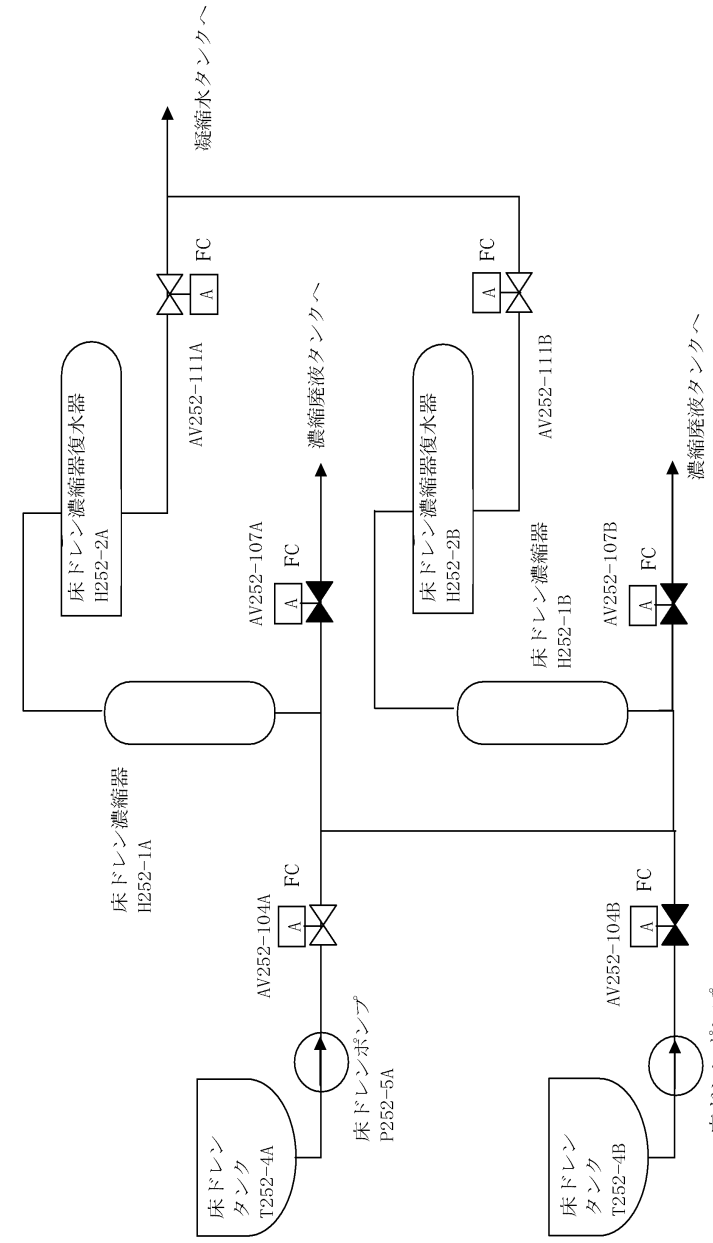 床ドレン濃縮器復水器
H252-2A
凝縮水タンクへ
A
FC
AV252-111A
床ドレン濃縮器
H252-1A
AV252-107A
A
FC
濃縮廃液タンクへ
床ドレン
タンク
T252-4A
床ドレンポンプ
P252-5A
AV252-104A
A
FC
床ドレン濃縮器復水器
H252-2B
A
FC
AV252-111B
床ドレン濃縮器
H252-1B
AV252-107B
A
FC
濃縮廃液タンクへ
床ドレン
タンク
T252-4B
AV252-104B
A
FC